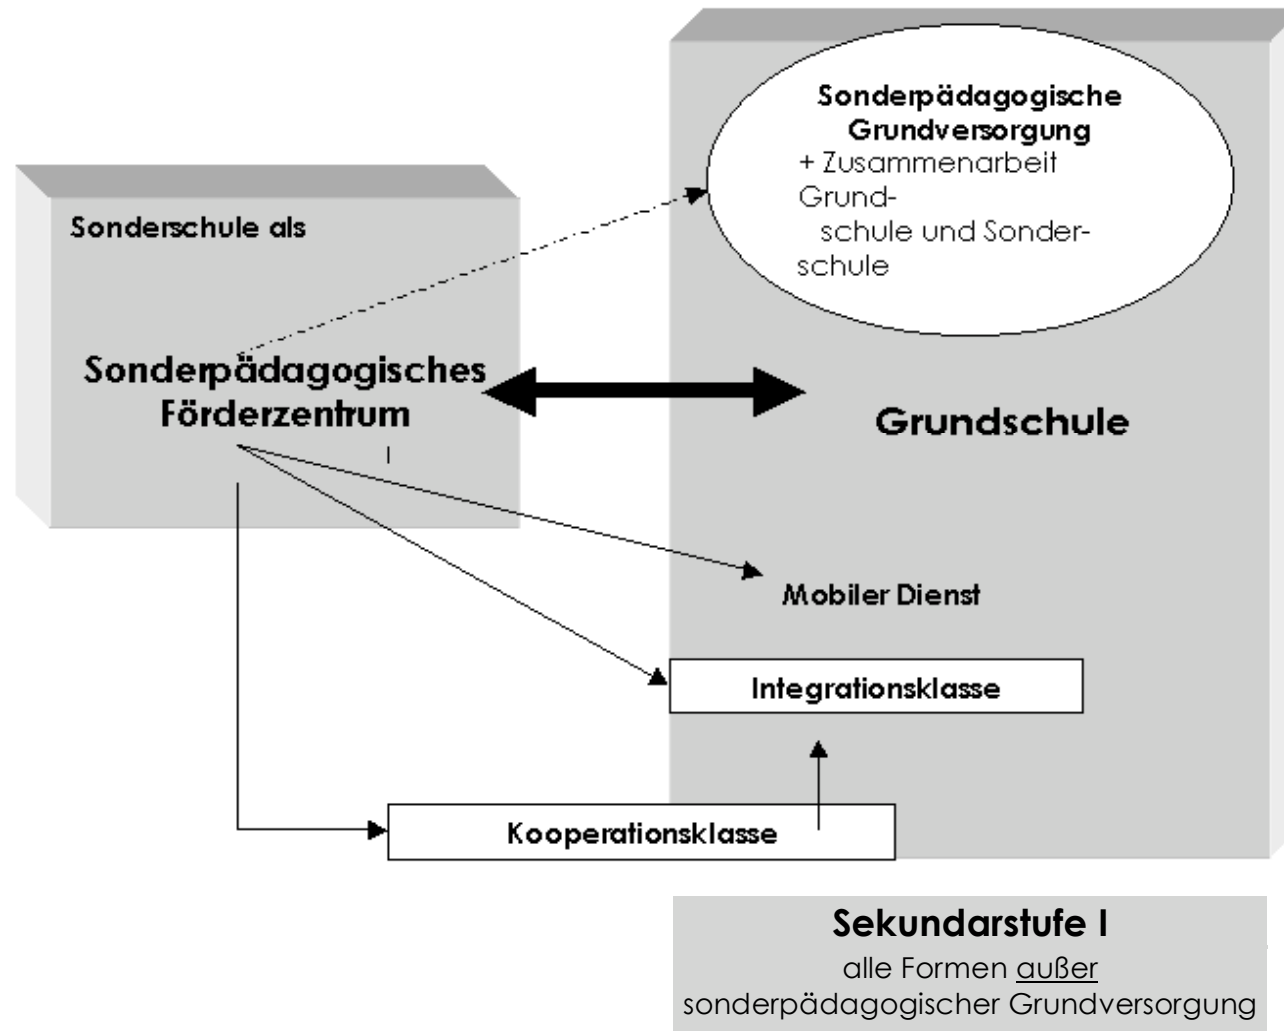 Sonderpädagogische
Grundversorgung
+ Zusammenarbeit
Grund-
schule und Sonder-
schule
Sonderschule als
Sonderpädagogisches
Förderzentrum
Grundschule
Mobiler Dienst
Integrationsklasse
Kooperationsklasse
Sekundarstufe I
alle Formen außer
sonderpädagogischer Grundversorgung